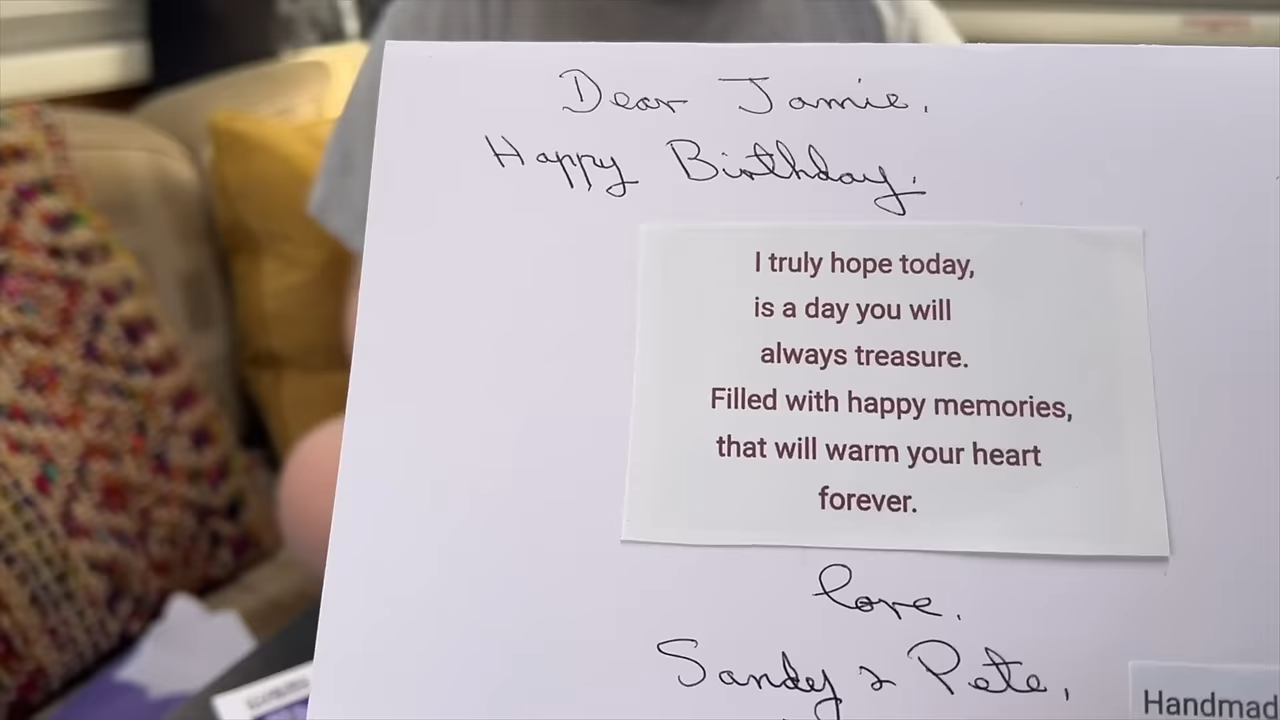 Dear Jamie.
Happy Birthday.
I truly hope today,
is a day you will
always treasure.
Filled with happy memories,
that will warm your heart
forever.
love.
Sandy & Pete,
Handmad